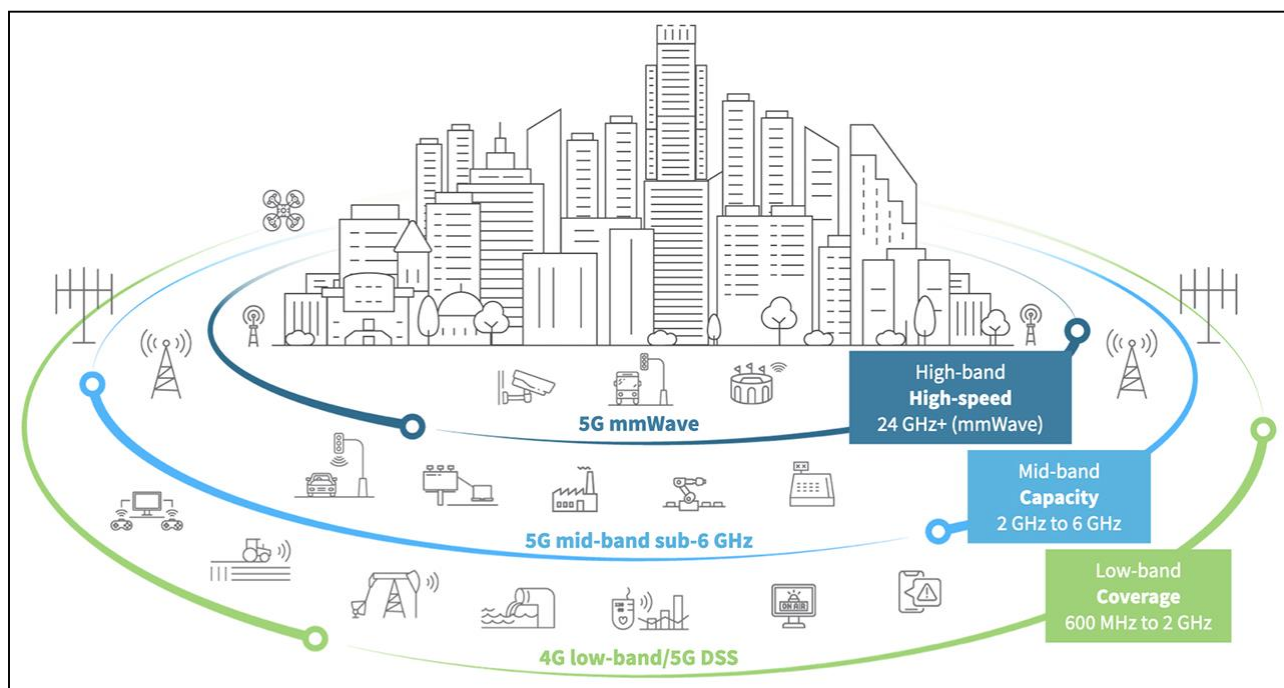 High-band
High-speed
24 GHz+ (mmWave)
5G mmWave
Mid-band
Capacity
2 GHz to 6 GHz
5G mid-band sub-6 GHz
Low-band
Coverage
600 MHz to 2 GHz
ON AIR
4G low-band/5G DSS